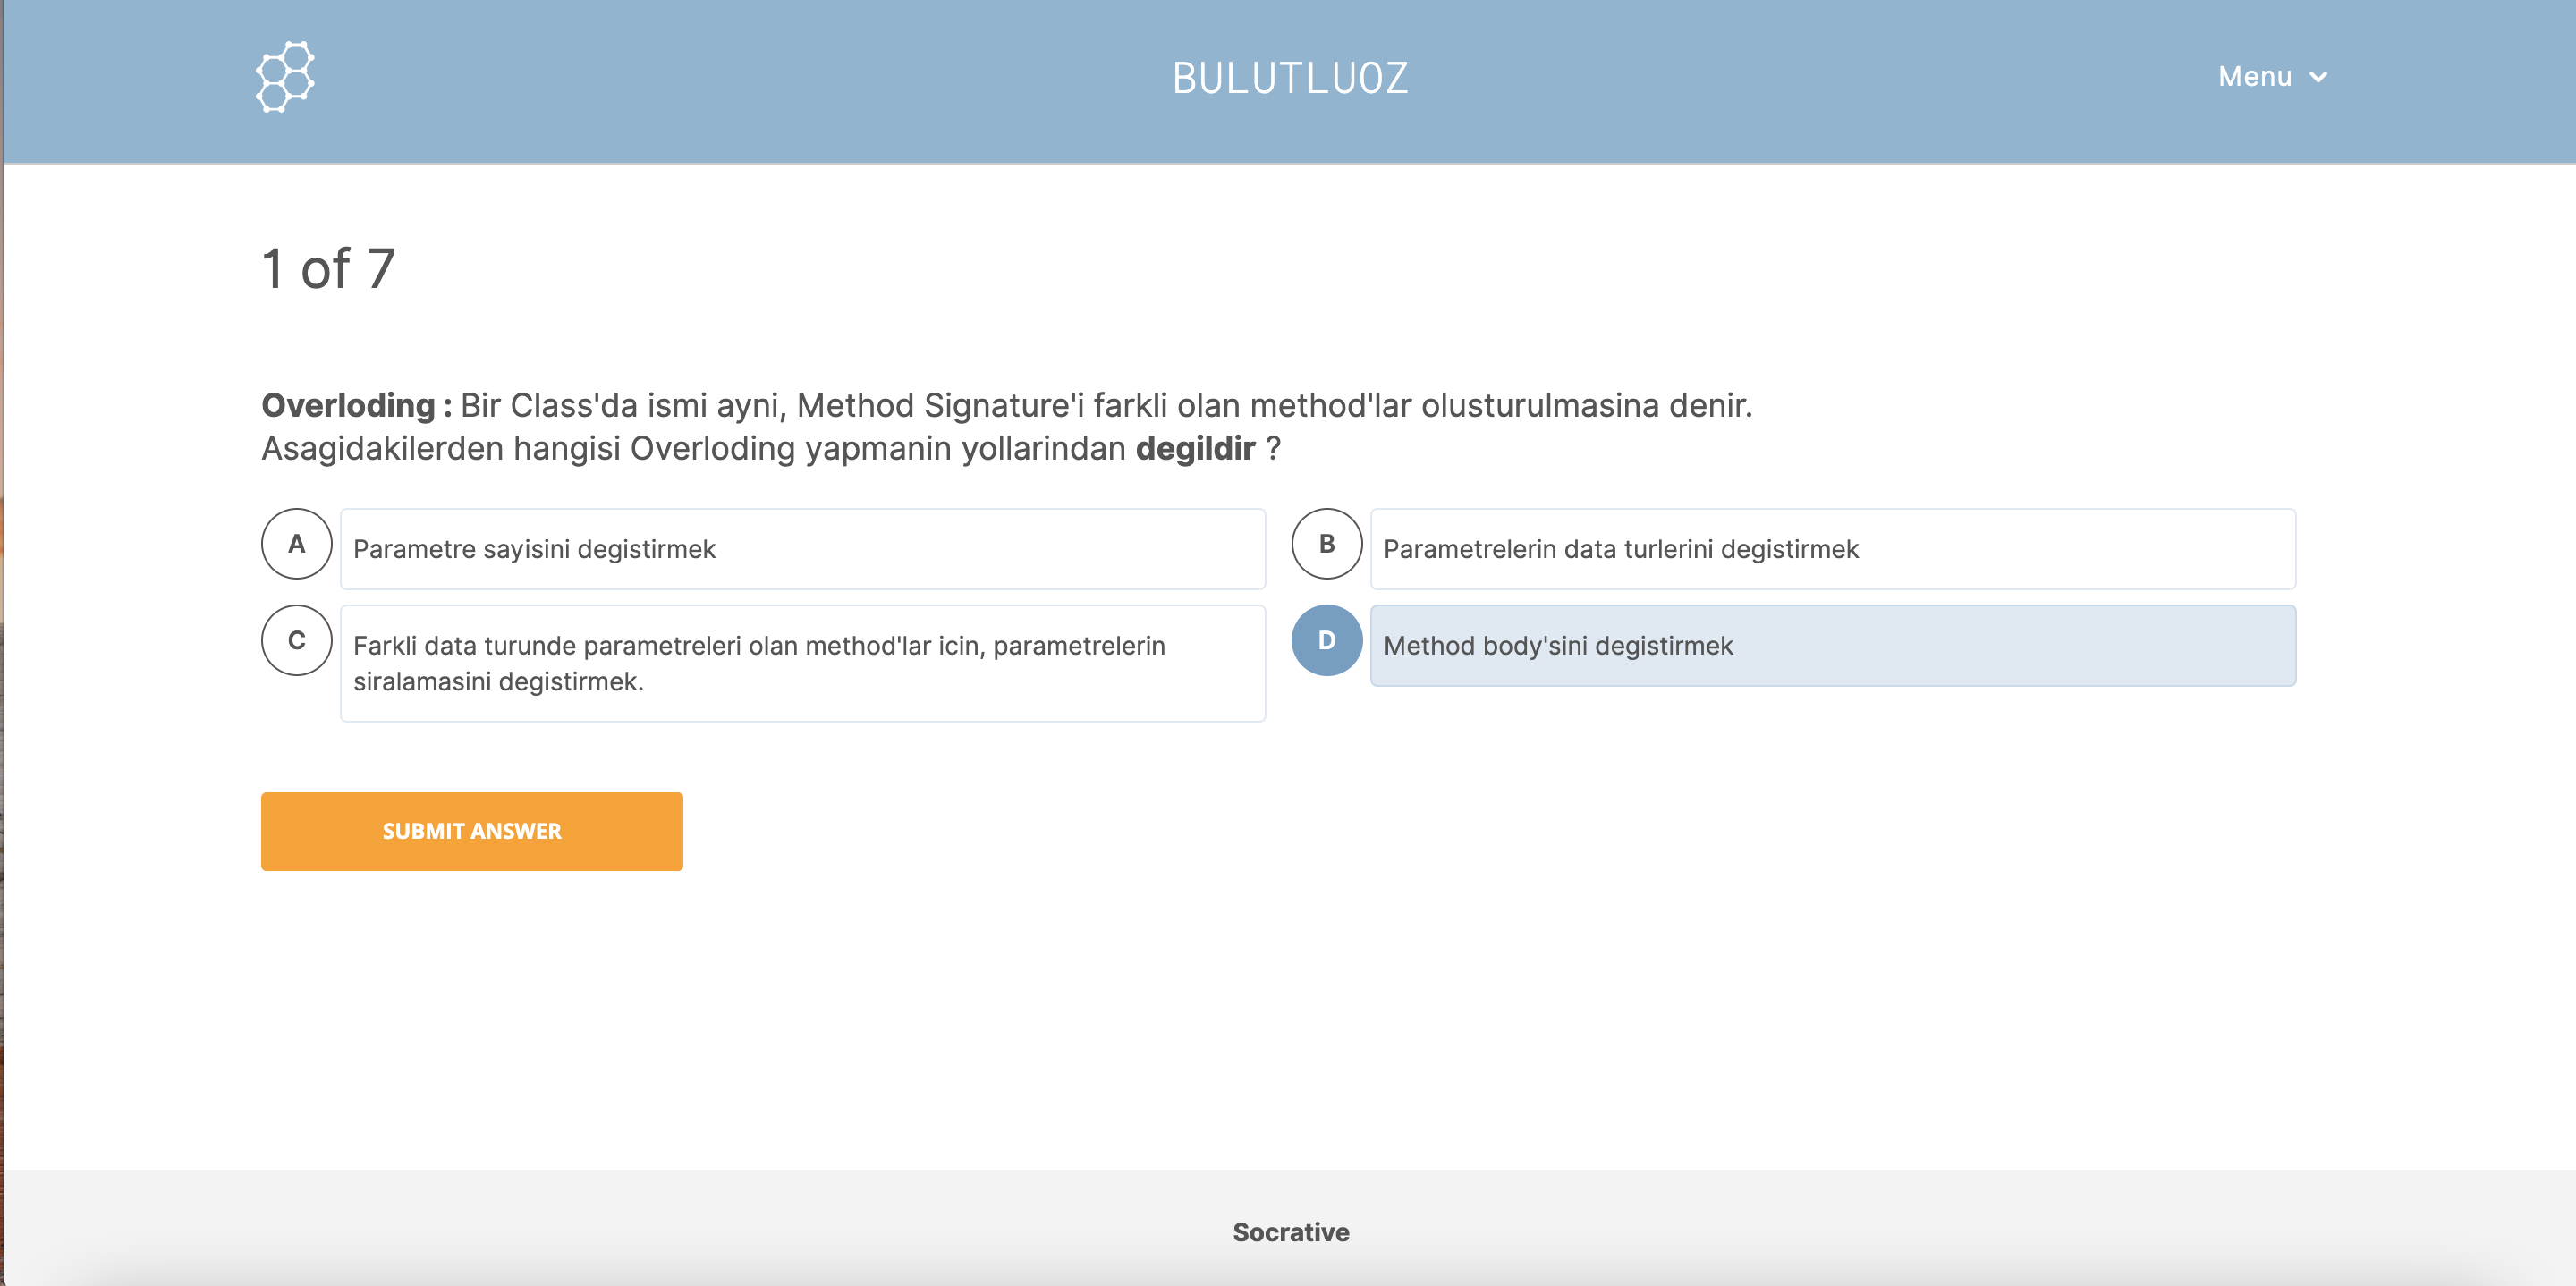 BULUTLUOZ
Menu
1 of 7
Overloding : Bir Class'da ismi ayni, Method Signature'i farkli olan method'lar olusturulmasina denir.
Asagidakilerden hangisi Overloding yapmanin yollarindan degildir ?
A
Parametre sayisini degistirmek
B
Parametrelerin data turlerini degistirmek
C
Farkli data turunde parametreleri olan method'lar icin, parametrelerin
siralamasini degistirmek.
D
Method body'sini degistirmek
SUBMIT ANSWER
Socrative